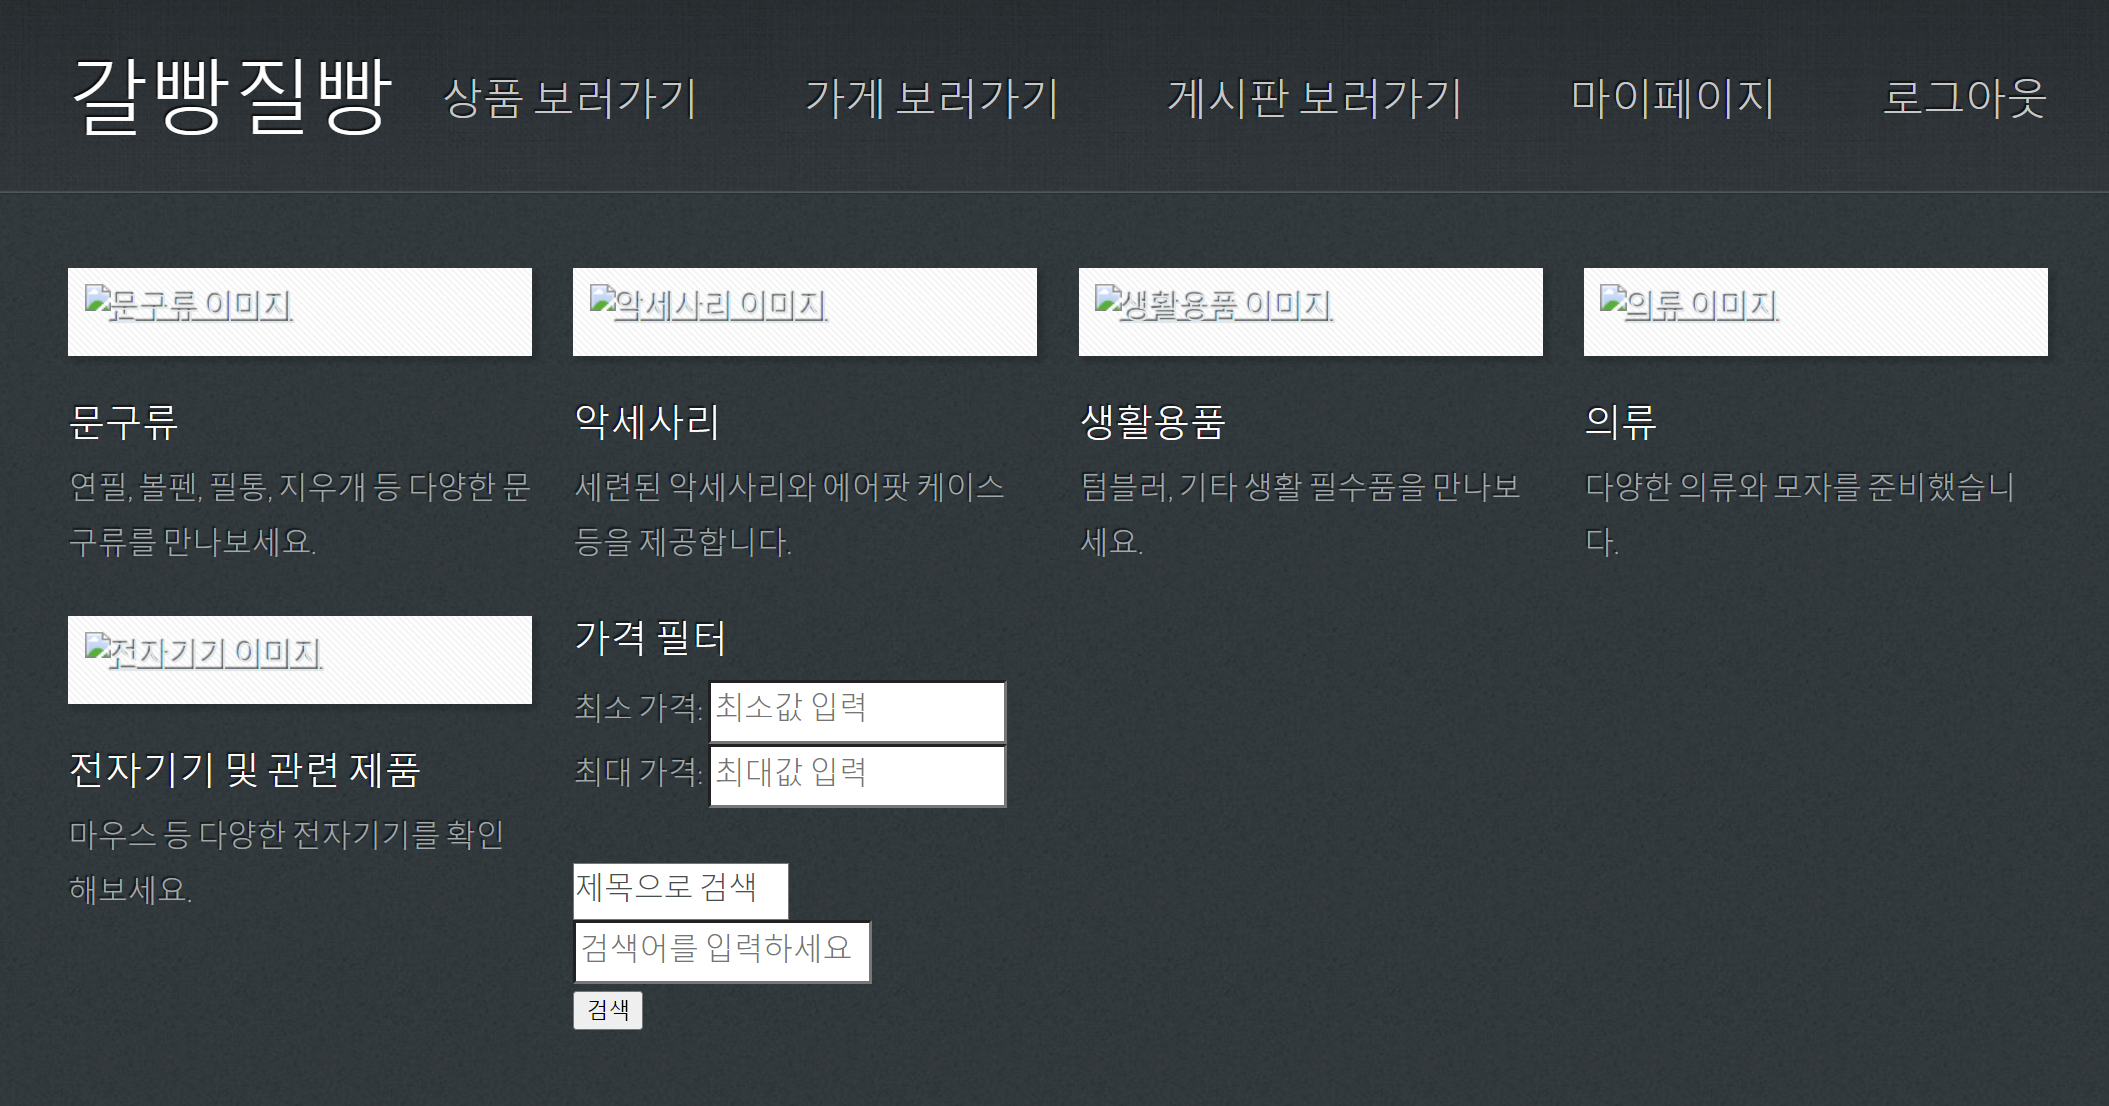 갈빵질빵
상품 보러가기
가게 보러가기
게시판 보러가기
마이페이지
로그아웃
문구류 이미지
문구류
연필, 볼펜, 필통, 지우개 등 다양한 문
구류를 만나보세요.
악세사리 이미지
악세사리
세련된 악세사리와 에어팟 케이스
등을 제공합니다.
생활용품 이미지
생활용품
텀블러, 기타 생활 필수품을 만나보
세요.
의류 이미지
의류
다양한 의류와 모자를 준비했습니
다.
전자기기 이미지
전자기기 및 관련 제품
마우스 등 다양한 전자기기를 확인
해보세요.
가격 필터
최소 가격: 최소값 입력
최대 가격: 최대값 입력
제목으로 검색
검색어를 입력하세요
검색